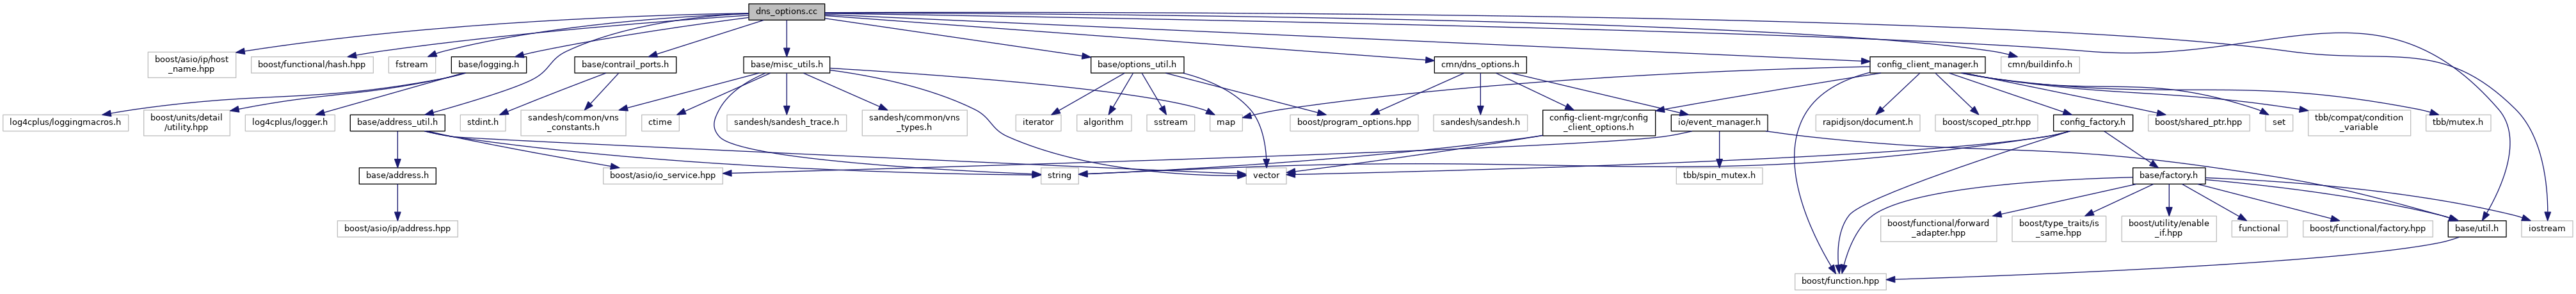 dns_options.cc
boost/asio/ip/host
_name.hpp
boost/functional/hash.hpp
fstream
base/logging.h
base/contrail_ports.h
base/misc_utils.h
base/options_util.h
cmn/dns_options.h
config_client_manager.h
cmn/buildinfo.h
log4cplus/loggingmacros.h
boost/units/detail
/utility.hpp
log4cplus/logger.h
base/address_util.h
stdint.h
sandesh/common/vns
_constants.h
ctime
sandesh/sandesh_trace.h
sandesh/common/vns
_types.h
iterator
algorithm
sstream
map
boost/program_options.hpp
sandesh/sandesh.h
config-client-mgr/config
_client_options.h
io/event_manager.h
rapidjson/document.h
boost/scoped_ptr.hpp
config_factory.h
boost/shared_ptr.hpp
set
tbb/compat/condition
_variable
tbb/mutex.h
base/address.h
boost/asio/io_service.hpp
string
vector
tbb/spin_mutex.h
base/factory.h
boost/asio/ip/address.hpp
boost/functional/forward
_adapter.hpp
boost/type_traits/is
_same.hpp
boost/utility/enable
_if.hpp
functional
boost/functional/factory.hpp
base/util.h
iostream
boost/function.hpp